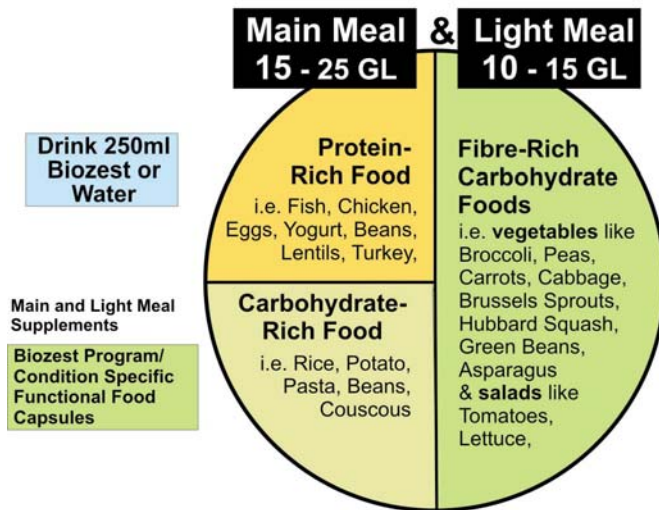 Main Meal & Light Meal
15 - 25 GL 10 - 15 GL
Drink 250ml
Biozest or
Water
Protein-
Rich Food
i.e. Fish, Chicken,
Eggs, Yogurt, Beans,
Lentils, Turkey,
Fibre-Rich
Carbohydrate
Foods
i.e. vegetables like
Broccoli, Peas,
Carrots, Cabbage,
Brussels Sprouts,
Hubbard Squash,
Green Beans,
Asparagus
& salads like
Tomatoes,
Lettuce,
Main and Light Meal
Supplements
Biozest Program/
Condition Specific
Functional Food
Capsules
Carbohydrate-
Rich Food
i.e. Rice, Potato,
Pasta, Beans,
Couscous